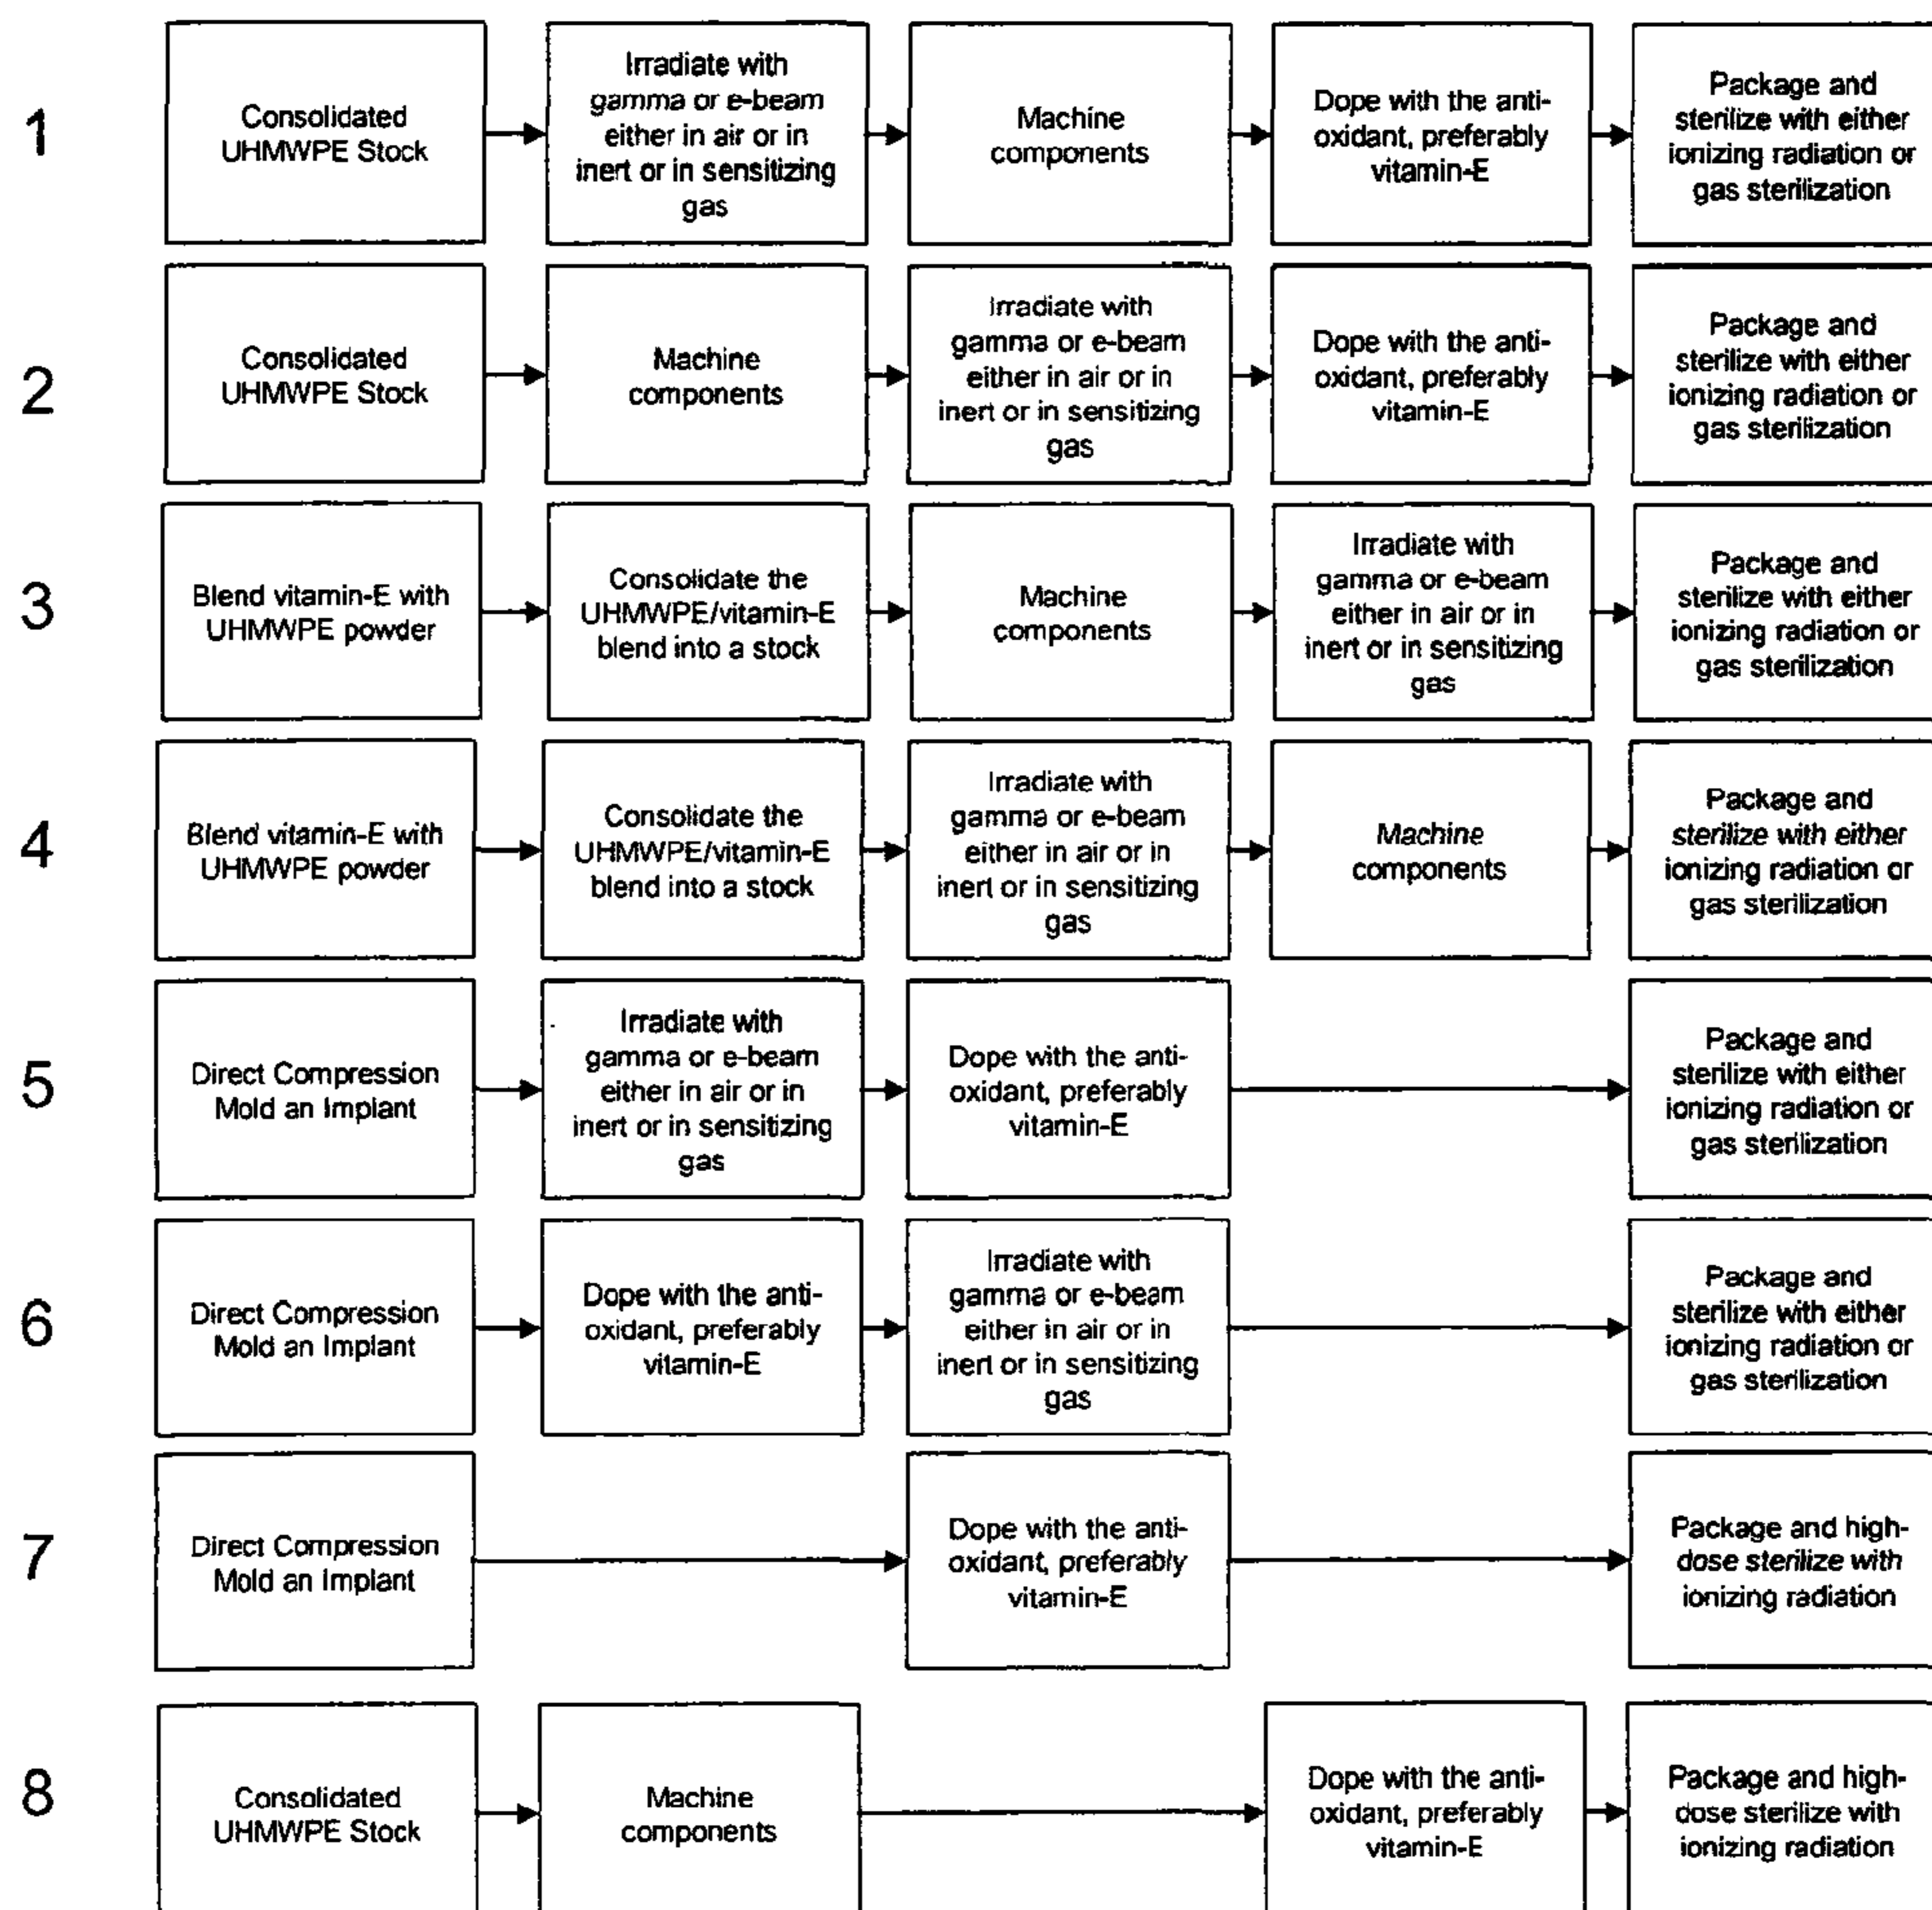 1
Consolidated
UHMWPE Stock
Irradiate with
gamma or e-beam
either in air or in
inert or in sensitizing
gas
Machine
components
Dope with the anti-
oxidant, preferably
vitamin-E
Package and
sterilize with either
ionizing radiation or
gas sterilization
2
Consolidated
UHMWPE Stock
Machine
components
Irradiate with
gamma or e-beam
either in air or in
inert or in sensitizing
gas
Dope with the anti-
oxidant, preferably
vitamin-E
Package and
sterilize with either
ionizing radiation or
gas sterilization
3
Blend vitamin-E with
UHMWPE powder
Consolidate the
UHMWPE/vitamin-E
blend into a stock
Machine
components
Irradiate with
gamma or e-beam
either in air or in
inert or in sensitizing
gas
Package and
sterilize with either
ionizing radiation or
gas sterilization
4
Blend vitamin-E with
UHMWPE powder
Consolidate the
UHMWPE/vitamin-E
blend into a stock
Irradiate with
gamma or e-beam
either in air or in
inert or in sensitizing
gas
Machine
components
Package and
sterilize with either
ionizing radiation or
gas sterilization
5
Direct Compression
Mold an Implant
Irradiate with
gamma or e-beam
either in air or in
inert or in sensitizing
gas
Dope with the anti-
oxidant, preferably
vitamin-E
Package and
sterilize with either
ionizing radiation or
gas sterilization
6
Direct Compression
Mold an Implant
Dope with the anti-
oxidant, preferably
vitamin-E
Irradiate with
gamma or e-beam
either in air or in
inert or in sensitizing
gas
Package and
sterilize with either
ionizing radiation or
gas sterilization
7
Direct Compression
Mold an Implant
Dope with the anti-
oxidant, preferably
vitamin-E
Package and high-
dose sterilize with
ionizing radiation
8
Consolidated
UHMWPE Stock
Machine
components
Dope with the anti-
oxidant, preferably
vitamin-E
Package and high-
dose sterilize with
ionizing radiation